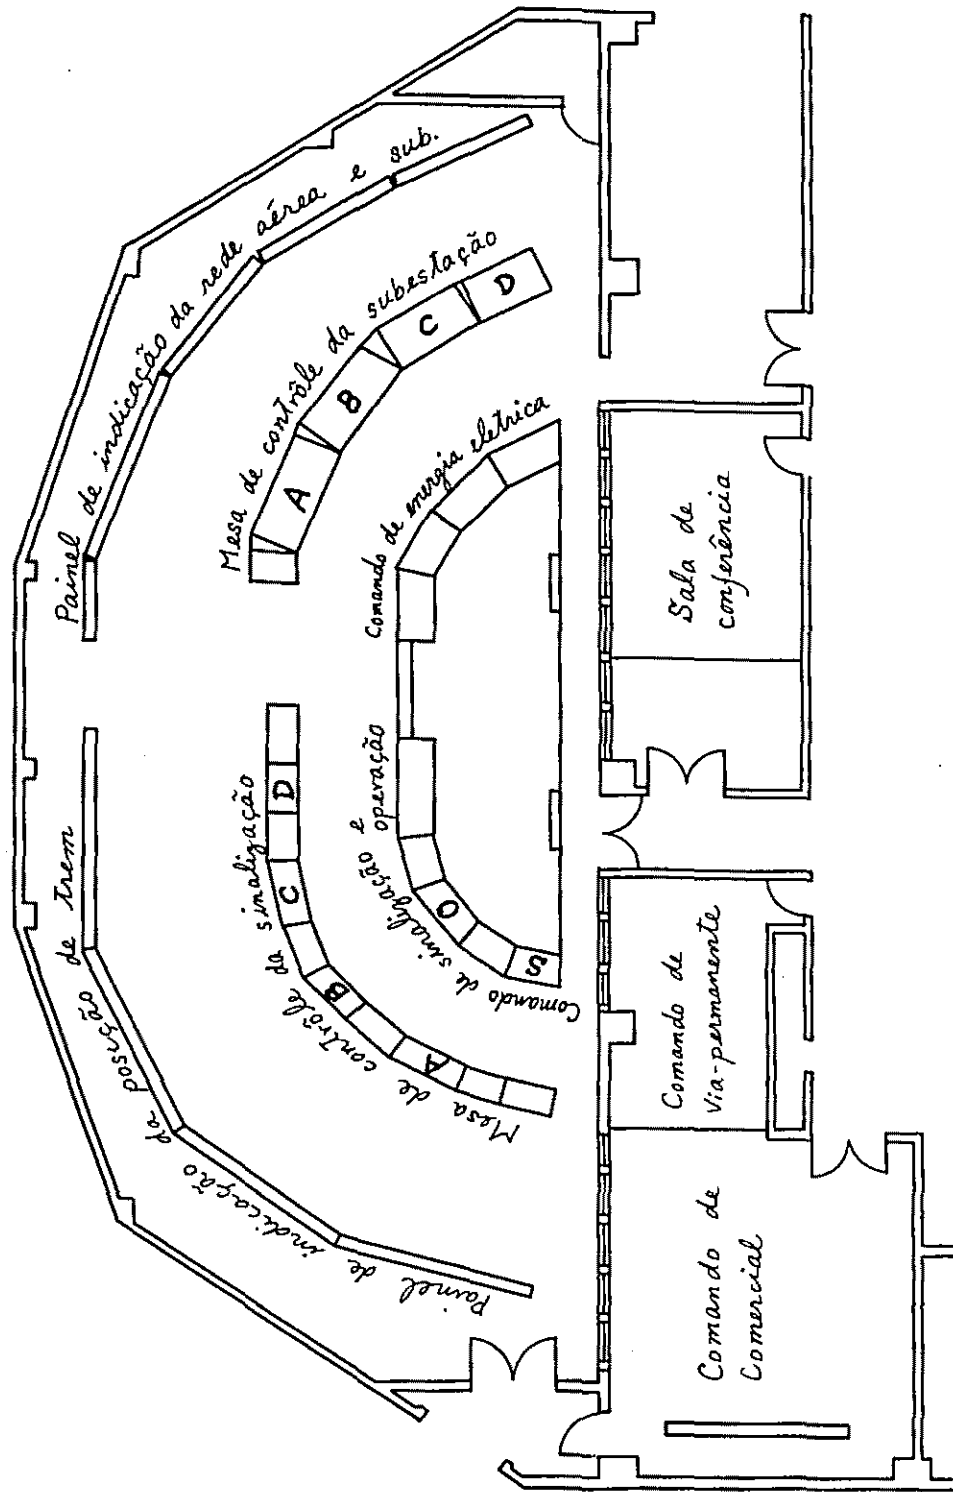 Painel de indicação da posição de trem
Painel de indicação da rede aérea e sub.
Mesa de contrôle da sinalização
A
B
C
D
Mesa de contrôle da subestação
A
B
C
D
Comando de sinalização e
operação
S
O
Comando de energia eletrica
Comando de
Comercial
Comando de
Via-permanente
Sala de
conferência